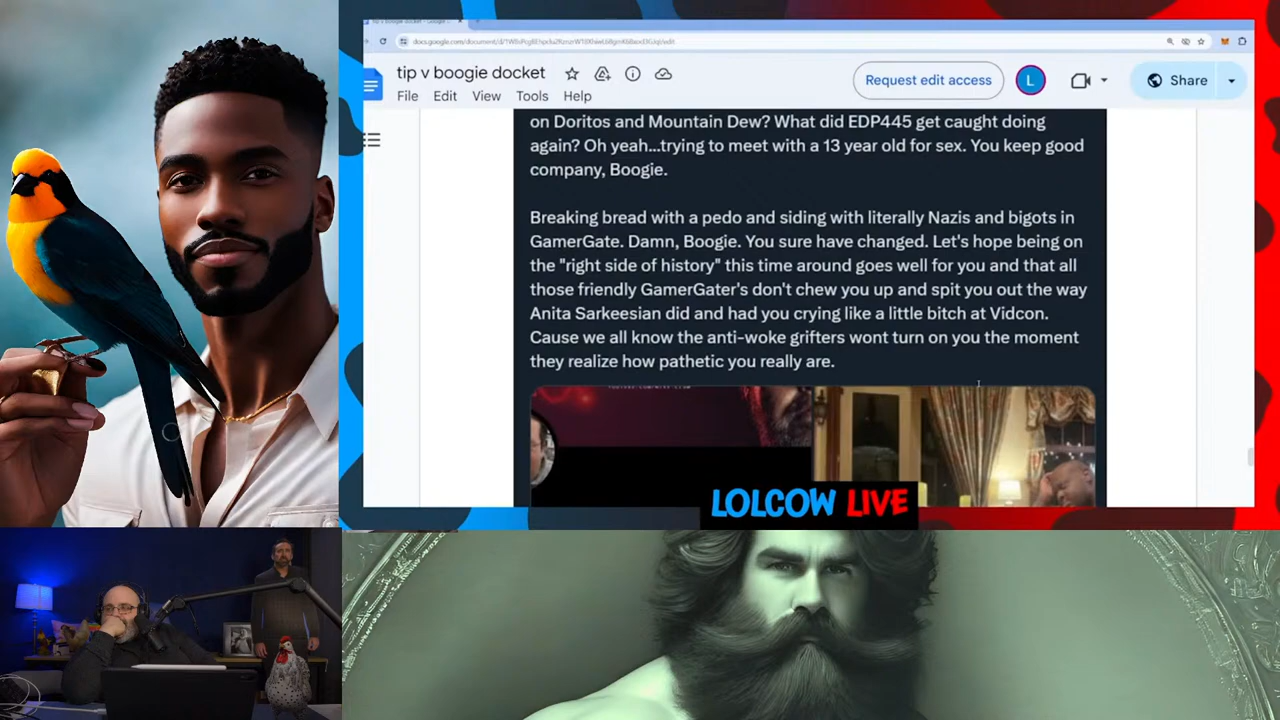 tip v boogie docket
Request edit access
L
Share
File Edit View Tools Help
on Doritos and Mountain Dew? What did EDP445 get caught doing
again? Oh yeah...trying to meet with a 13 year old for sex. You keep good
company, Boogie.
Breaking bread with a pedo and siding with literally Nazis and bigots in
GamerGate. Damn, Boogie. You sure have changed. Let's hope being on
the "right side of history" this time around goes well for you and that all
those friendly GamerGater's don't chew you up and spit you out the way
Anita Sarkeesian did and had you crying like a little bitch at Vidcon.
Cause we all know the anti-woke grifters wont turn on you the moment
they realize how pathetic you really are.
LOLCOW LIVE